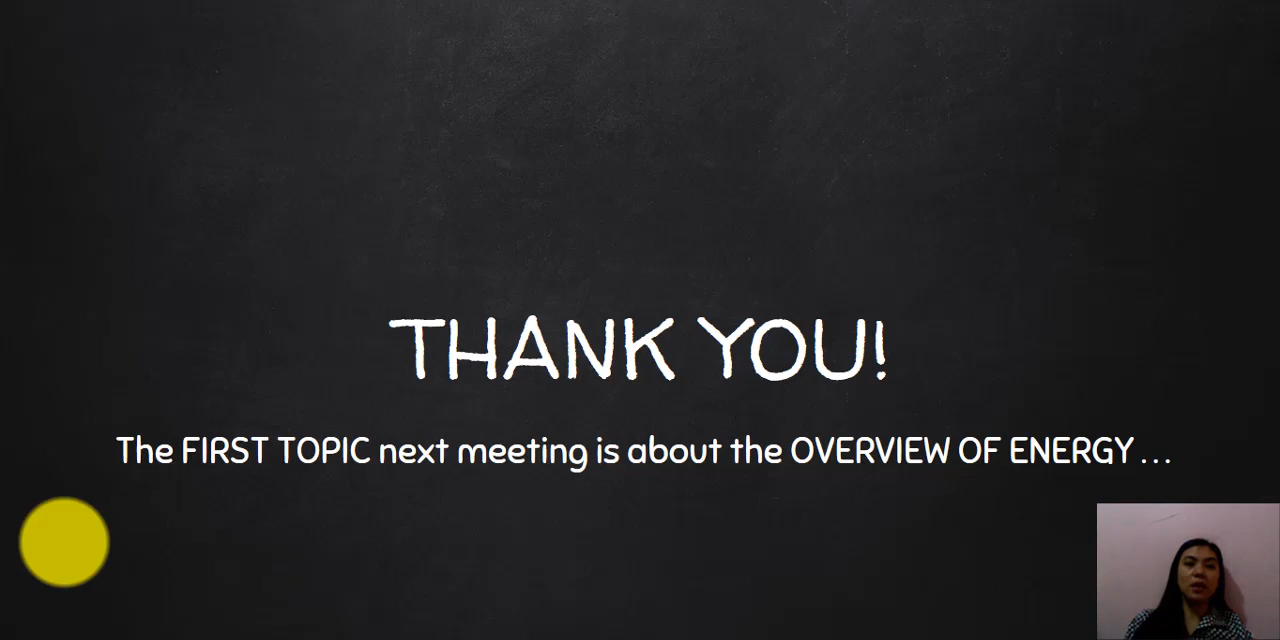 THANK YOU!
The FIRST TOPIC next meeting is about the OVERVIEW OF ENERGY...